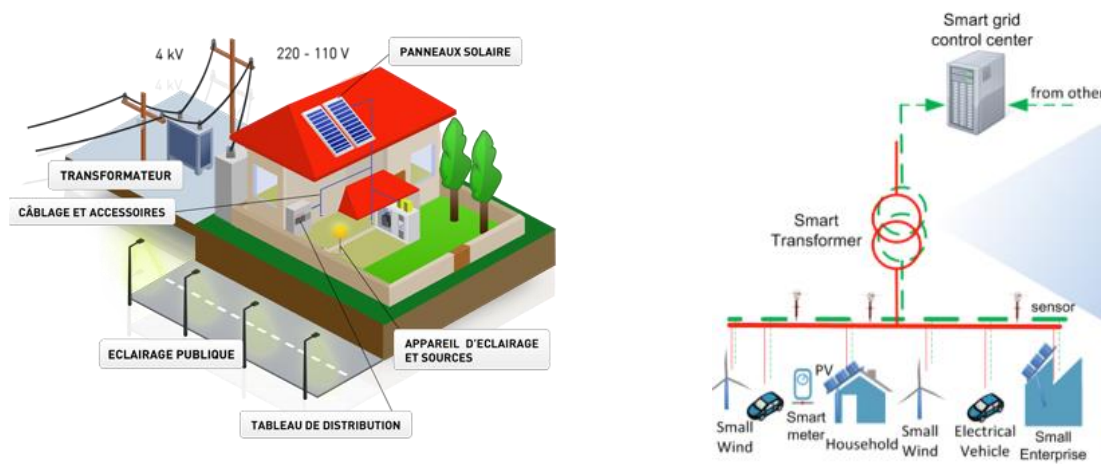 4 kV
4 kV
220 - 110 V
PANNEAUX SOLAIRE
TRANSFORMATEUR
CÂBLAGE ET ACCESSOIRES
ECLAIRAGE PUBLIQUE
APPAREIL D'ECLAIRAGE
ET SOURCES
TABLEAU DE DISTRIBUTION
Smart grid
control center
from other
Smart
Transformer
sensor
PV
Small
Wind
Smart
meter
Household
Small
Wind
Electrical
Vehicle
Small
Enterprise